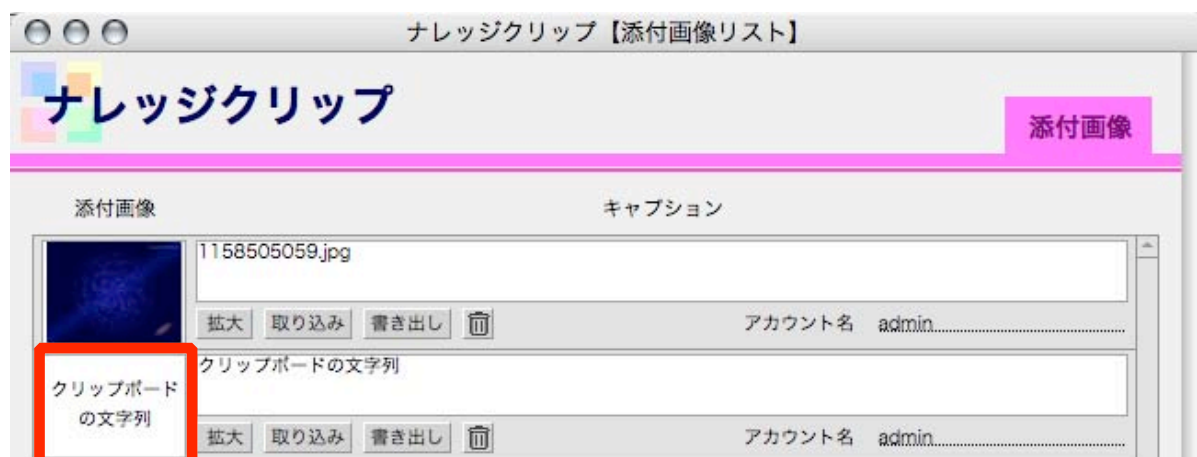 ナレッジクリップ【添付画像リスト】
ナレッジクリップ
添付画像
添付画像 キャプション
1158505059.jpg
拡大 取り込み 書き出し アカウント名 admin
クリップボード
の文字列
クリップボードの文字列
拡大 取り込み 書き出し アカウント名 admin